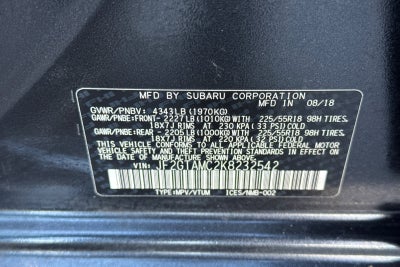 MFD. BY SUBARU CORPORATION
GVWR/PNBV: 4343LB (1970KG) IN 08/18
GAWR/PNBE:FRONT- 2227LB(1010KG)WITH 225/55R18 98H TIRES
18X7J RIMS AT 230 KPA (33 PSI)COLD
GAWR/PNBE:REAR - 2205LB(1000KG)WITH 225/55R18 98H TIRES
18X7J RIMS AT 220 KPA (32 PSI)COLD
THIS VEHICLE CONFORMS TO ALL APPLICABLE FEDERAL MOTOR
VEHICLE SAFETY, BUMPER, AND THEFT PREVENTION STANDARDS
IN EFFECT ON THE DATE OF MANUFACTURE SHOWN ABOVE.
VIN: JF2GTAMC2K8232542
TYPE:MPV/VTUM ICES/NMB-002